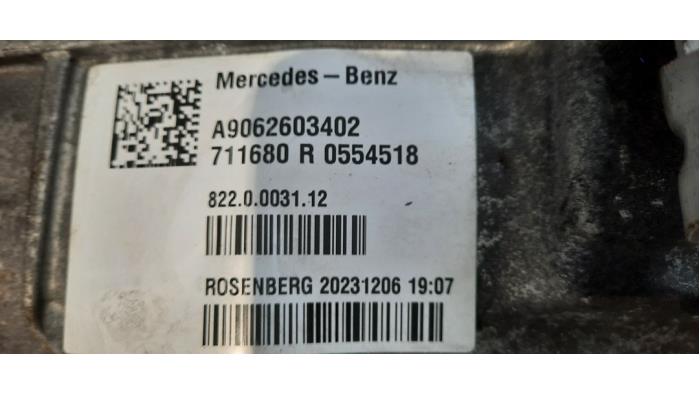 Mercedes-Benz
A9062603402
711680 R 0554518
822.0.0031.12
ROSENBERG 20231206 19:07